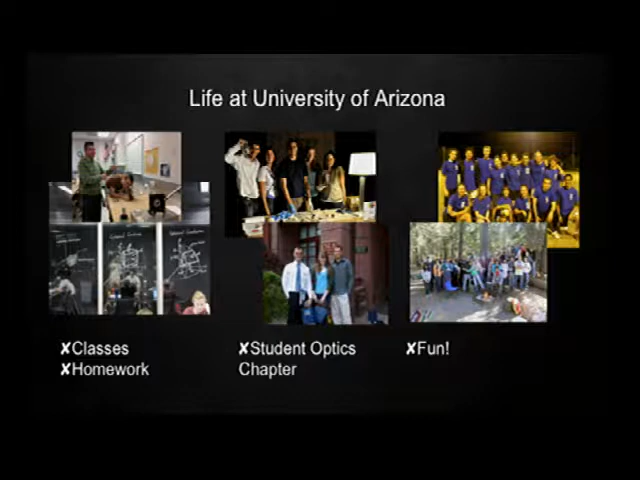 Life at University of Arizona
✘Classes
✘Homework
✘Student Optics
Chapter
✘Fun!